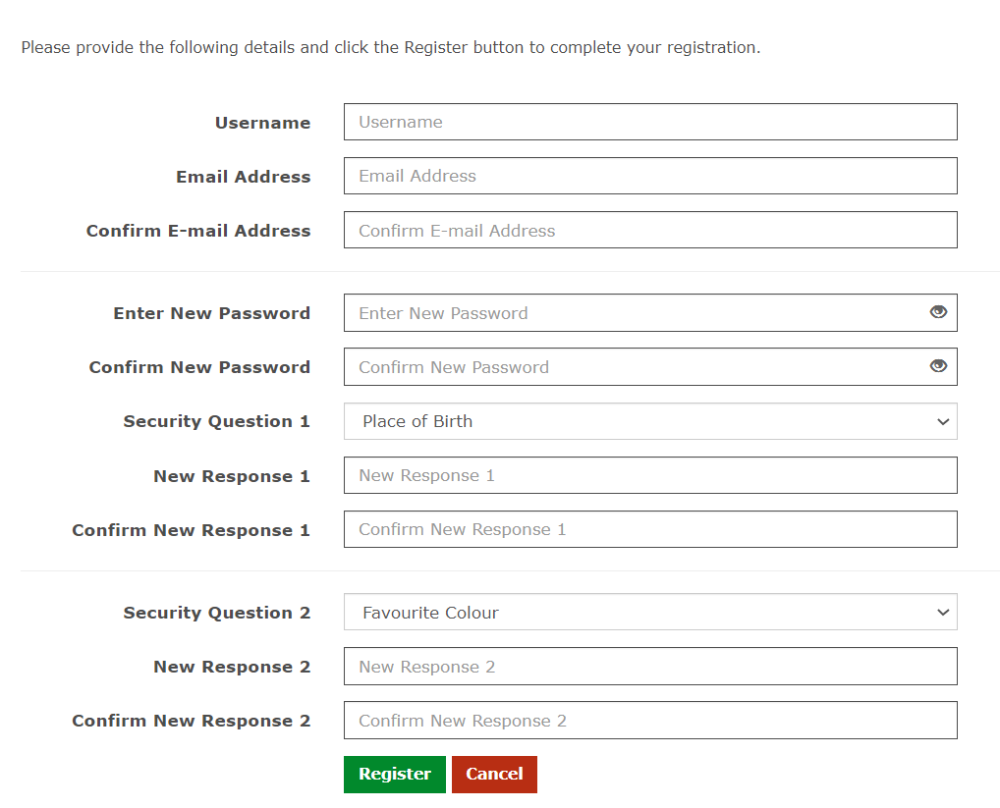 Please provide the following details and click the Register button to complete your registration.
Username Username
Email Address Email Address
Confirm E-mail Address Confirm E-mail Address
Enter New Password Enter New Password
Confirm New Password Confirm New Password
Security Question 1 Place of Birth
New Response 1 New Response 1
Confirm New Response 1 Confirm New Response 1
Security Question 2 Favourite Colour
New Response 2 New Response 2
Confirm New Response 2 Confirm New Response 2
Register Cancel